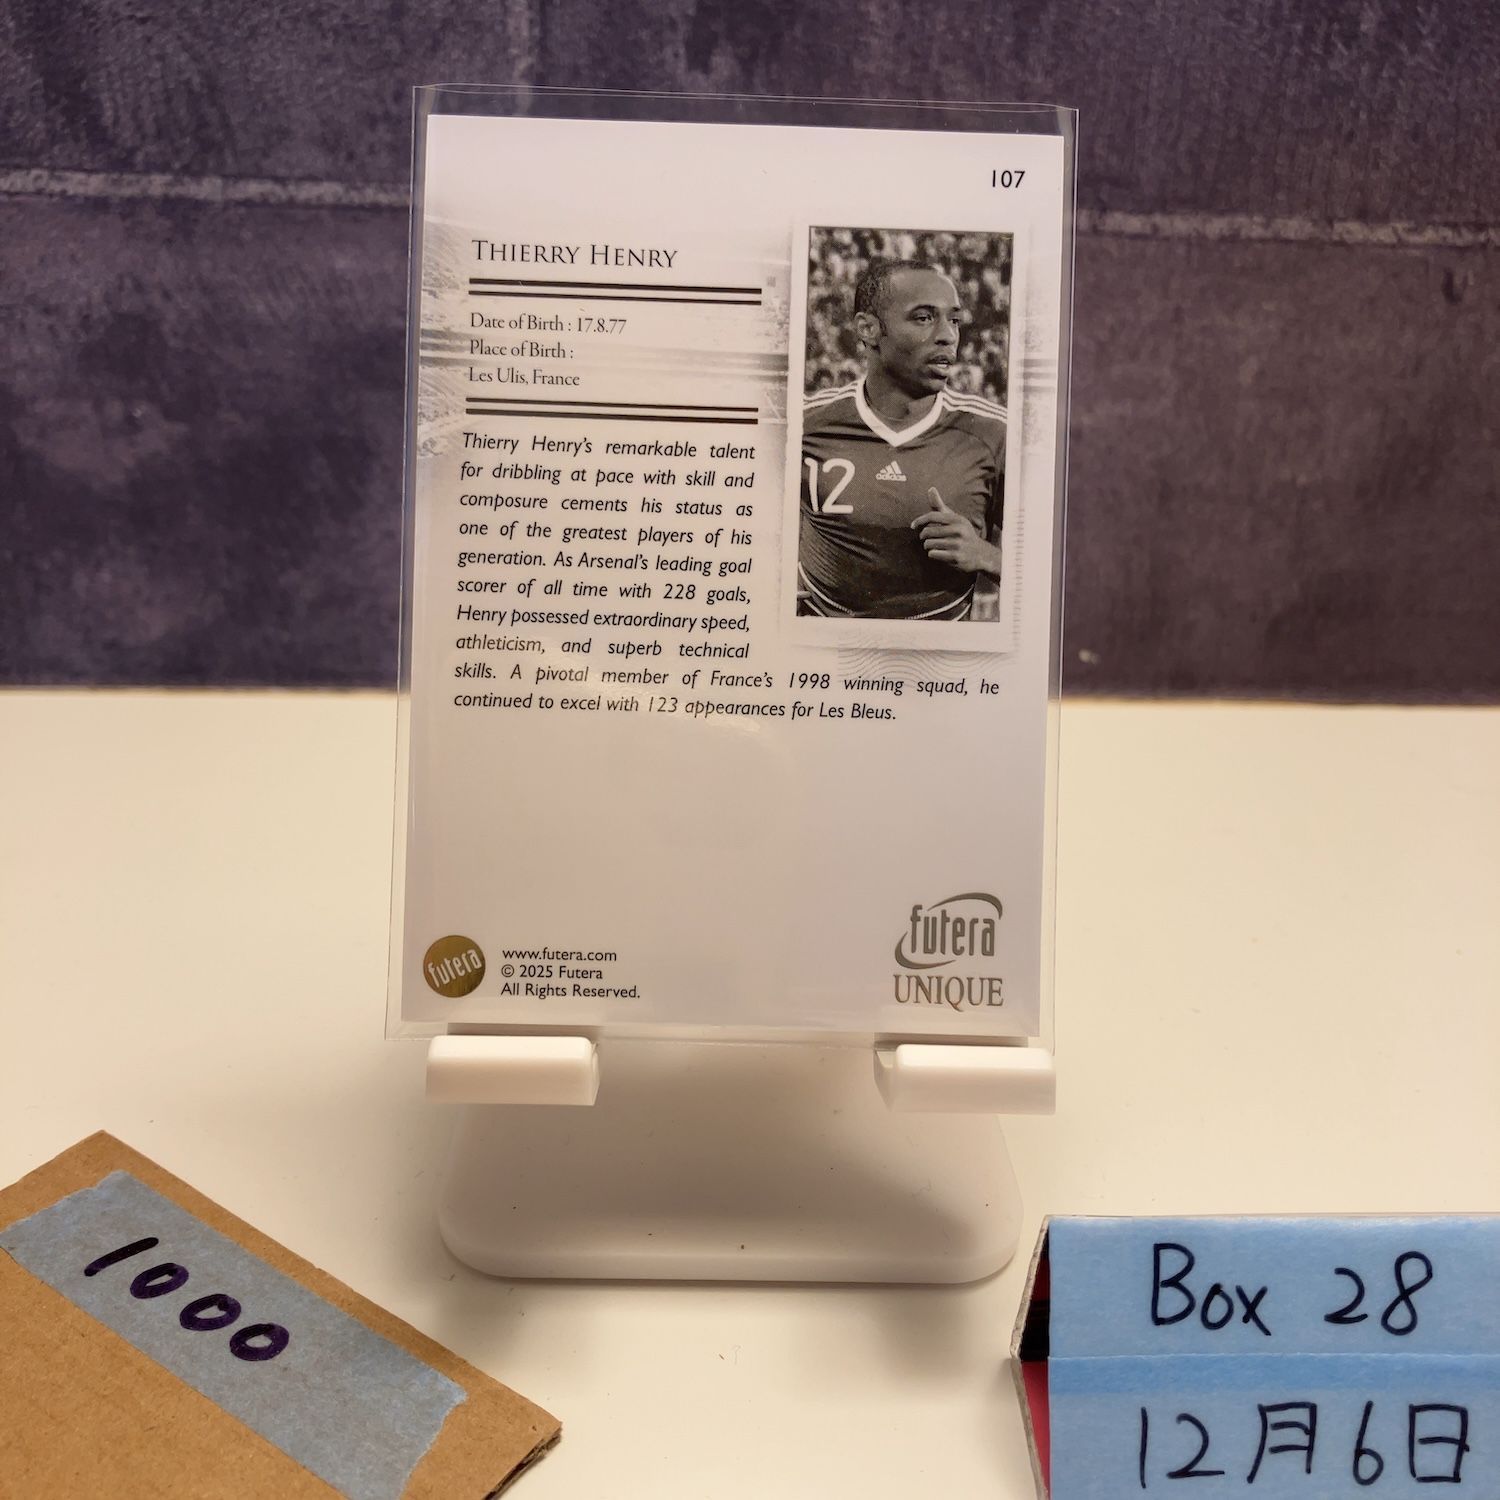 107
THIERRY HENRY
Date of Birth : 17.8.77
Place of Birth :
Les Ulis, France
Thierry Henry's remarkable talent
for dribbling at pace with skill and
composure cements his status as
one of the greatest players of his
generation. As Arsenal's leading goal
scorer of all time with 228 goals,
Henry possessed extraordinary speed,
athleticism, and superb technical
skills. A pivotal member of France's 1998 winning squad, he
continued to excel with 123 appearances for Les Bleus.
12
adidas
futera
www.futera.com
© 2025 Futera
All Rights Reserved.
futera
UNIQUE
1000
Box 28
12月6日